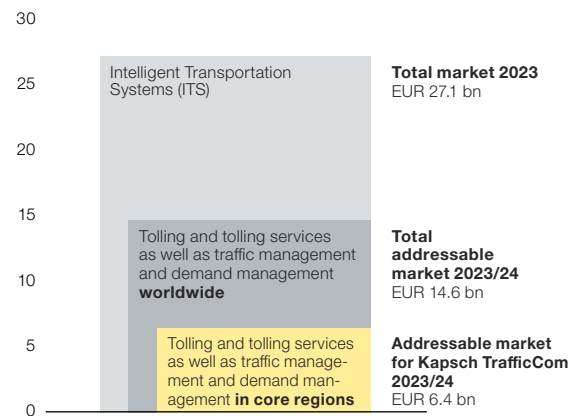 30
25
20
15
10
5
0
Intelligent Transportation
Systems (ITS)
Total market 2023
EUR 27.1 bn
Tolling and tolling services
as well as traffic management
and demand management
worldwide
Total
addressable
market 2023/24
EUR 14.6 bn
Tolling and tolling services
as well as traffic manage-
ment and demand man-
agement in core regions
Addressable market
for Kapsch TrafficCom
2023/24
EUR 6.4 bn